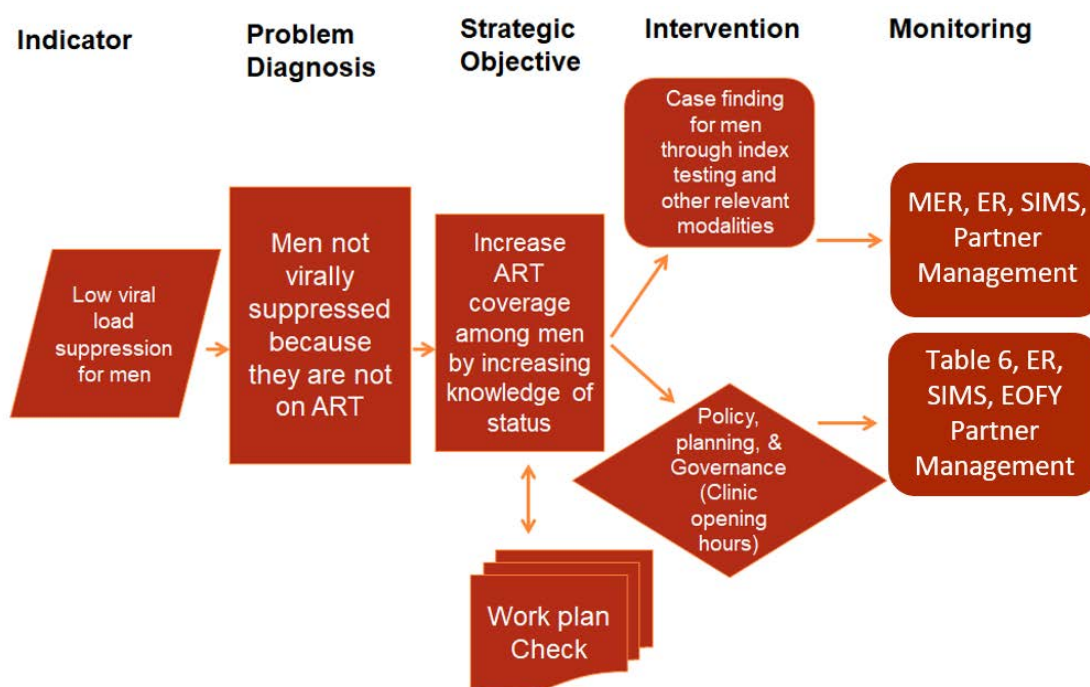 Indicator
Problem
Diagnosis
Strategic
Objective
Intervention
Monitoring
Low viral
load
suppression
for men
Men not
virally
suppressed
because
they are not
on ART
Increase
ART
coverage
among men
by increasing
knowledge of
status
Work plan
Check
Case finding
for men
through index
testing and
other relevant
modalities
Policy,
planning, &
Governance
(Clinic
opening
hours)
MER, ER, SIMS,
Partner
Management
Table 6, ER,
SIMS, EOFY
Partner
Management